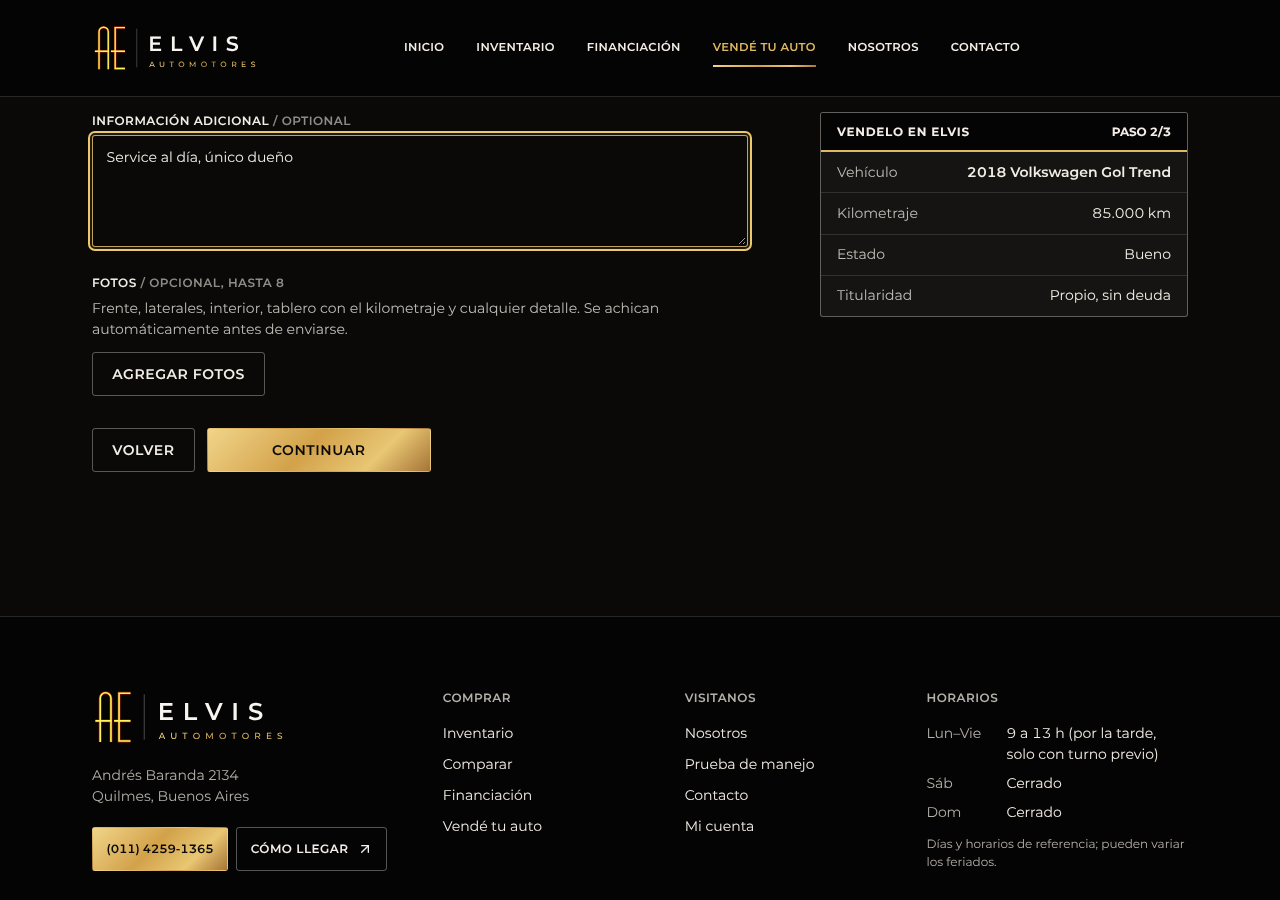 AE ELVIS
AUTOMOTORES
INICIO
INVENTARIO
FINANCIACIÓN
VENDÉ TU AUTO
NOSOTROS
CONTACTO
INFORMACIÓN ADICIONAL / OPTIONAL
Service al día, único dueño
FOTOS / OPCIONAL, HASTA 8
Frente, laterales, interior, tablero con el kilometraje y cualquier detalle. Se achican
automáticamente antes de enviarse.
AGREGAR FOTOS
VOLVER
CONTINUAR
VENDELO EN ELVIS PASO 2/3
Vehículo 2018 Volkswagen Gol Trend
Kilometraje 85.000 km
Estado Bueno
Titularidad Propio, sin deuda
AE ELVIS
AUTOMOTORES
Andrés Baranda 2134
Quilmes, Buenos Aires
(011) 4259-1365
CÓMO LLEGAR
COMPRAR
Inventario
Comparar
Financiación
Vendé tu auto
VISITANOS
Nosotros
Prueba de manejo
Contacto
Mi cuenta
HORARIOS
Lun–Vie 9 a 13 h (por la tarde,
solo con turno previo)
Sáb Cerrado
Dom Cerrado
Días y horarios de referencia; pueden variar
los feriados.